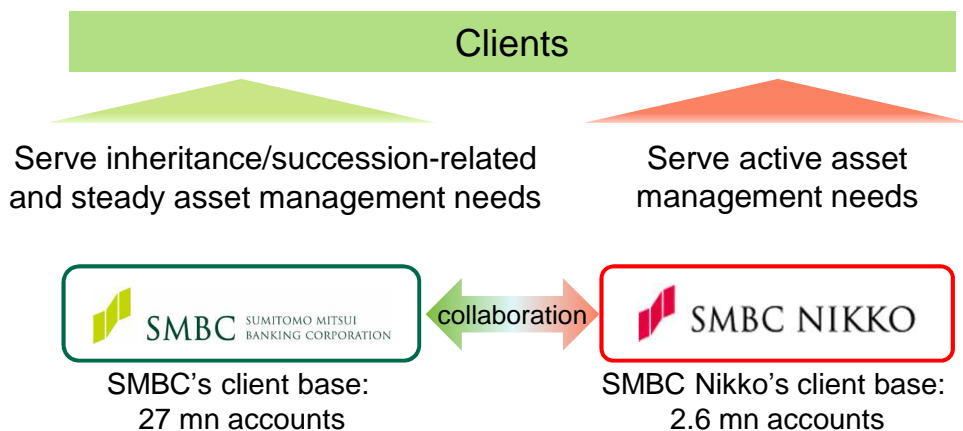 Clients
Serve inheritance/succession-related
and steady asset management needs
Serve active asset
management needs
SMBC SUMITOMO MITSUI
BANKING CORPORATION
collaboration
SMBC NIKKO
SMBC's client base:
27 mn accounts
SMBC Nikko's client base:
2.6 mn accounts